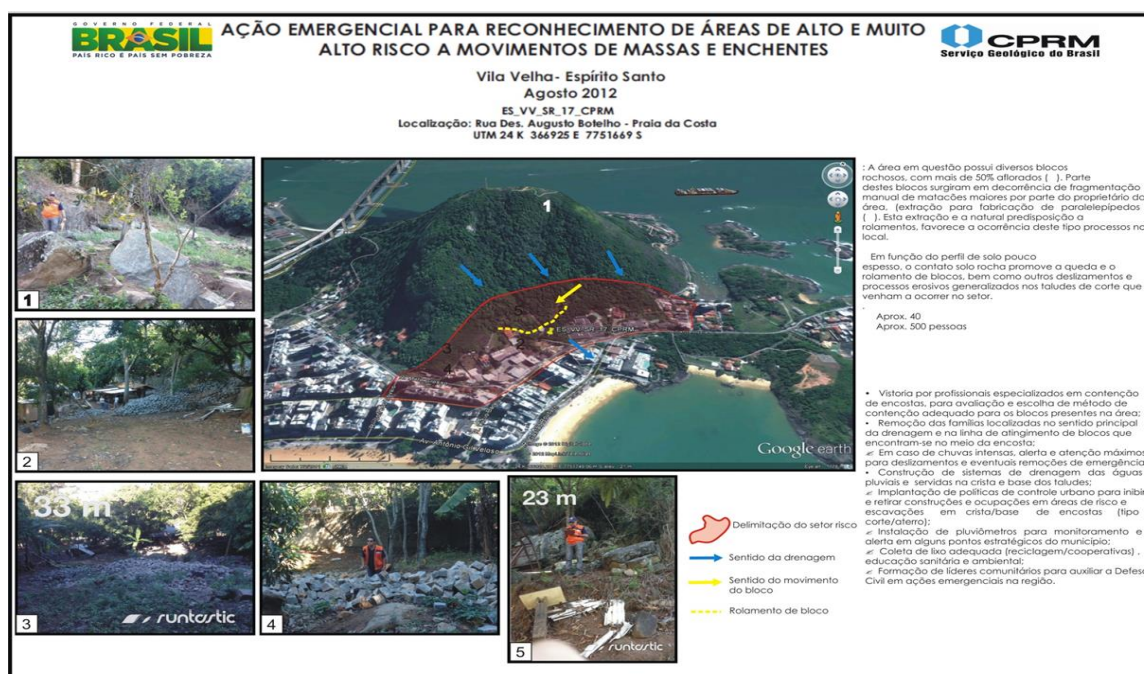 GOVERNO FEDERAL
BRASIL
PAÍS RICO É PAÍS SEM POBREZA
AÇÃO EMERGENCIAL PARA RECONHECIMENTO DE ÁREAS DE ALTO E MUITO
ALTO RISCO A MOVIMENTOS DE MASSAS E ENCHENTES
CPRM
Serviço Geológico do Brasil
Vila Velha- Espírito Santo
Agosto 2012
ES_VV_SR_17_CPRM
Localização: Rua Des. Augusto Botelho - Praia da Costa
UTM 24 K 366925 E 7751669 S
1
2
33 m
runtastic
3
4
23 m
runtastic
5
1
ES_VV_SR_17_CPRM
3
4
Google earth
Delimitação do setor risco
Sentido da drenagem
Sentido do movimento
do bloco
Rolamento de bloco
: A área em questão possui diversos blocos
rochosos, com mais de 50% aflorados ( ). Parte
destes blocos surgiram em decorrência de fragmentação
manual de matacões maiores por parte do proprietário da
área, (extração para fabricação de paralelepípedos
( ). Esta extração e a natural predisposição a
rolamentos, favorece a ocorrência deste tipo processos no
local.
Em função do perfil de solo pouco
espesso, o contato solo rocha promove a queda e o
rolamento de blocos, bem como outros deslizamentos e
processos erosivos generalizados nos taludes de corte que
venham a ocorrer no setor.
.
Aprox. 40
Aprox. 500 pessoas
• Vistoria por profissionais especializados em contenção
de encostas, para avaliação e escolha de método de
contenção adequado para os blocos presentes na área;
• Remoção das famílias localizadas no sentido principal
da drenagem e na linha de atingimento de blocos que
encontram-se no meio da encosta;
Em caso de chuvas intensas, alerta e atenção máximos
para deslizamentos e eventuais remoções de emergência
• Construção de sistemas de drenagem das águas
pluviais e servidas na crista e base dos taludes;
Implantação de políticas de controle urbano para inibir
e retirar construções e ocupações em áreas de risco e
escavações em crista/base de encostas (tipo
corte/aterro);
Instalação de pluviômetros para monitoramento e
alerta em alguns pontos estratégicos do município;
Coleta de lixo adequada (reciclagem/cooperativas) ,
educação sanitária e ambiental;
Formação de líderes comunitários para auxiliar a Defesa
Civil em ações emergenciais na região.